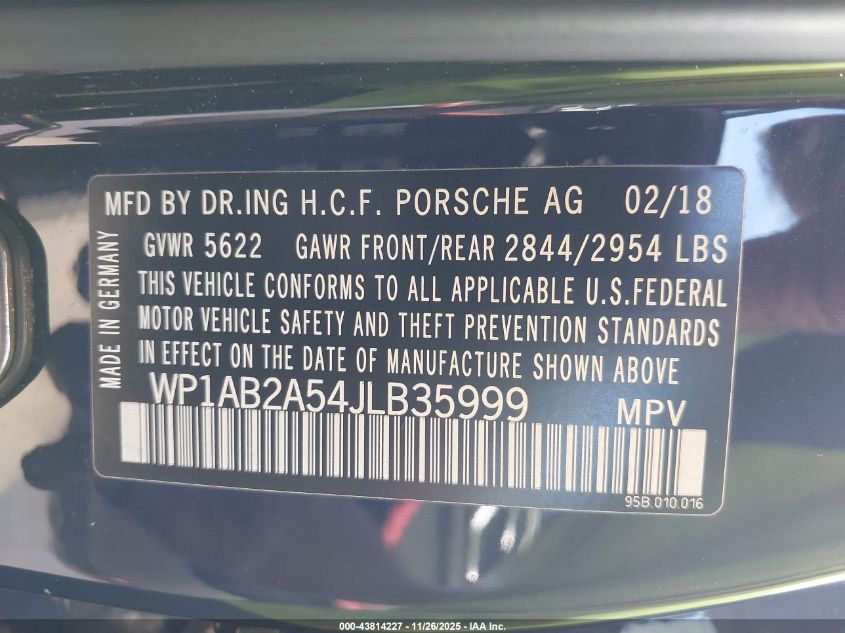 MFD BY DR.ING H.C.F. PORSCHE AG 02/18
GVWR 5622 GAWR FRONT/REAR 2844/2954 LBS
THIS VEHICLE CONFORMS TO ALL APPLICABLE U.S.FEDERAL
MOTOR VEHICLE SAFETY AND THEFT PREVENTION STANDARDS
IN EFFECT ON THE DATE OF MANUFACTURE SHOWN ABOVE
MADE IN GERMANY
WP1AB2A54JLB35999 MPV
95B.010.016
000-43814227 - 11/26/2025 - IAA Inc.